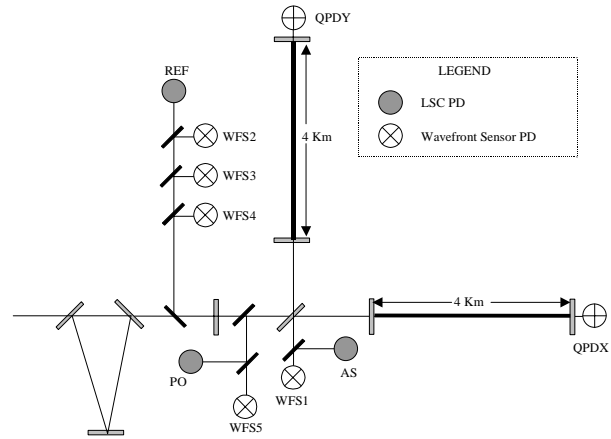 QPDY
REF
LEGEND
LSC PD
Wavefront Sensor PD
WFS2
4 Km
WFS3
WFS4
4 Km
QPDX
PO
AS
WFS1
WFS5